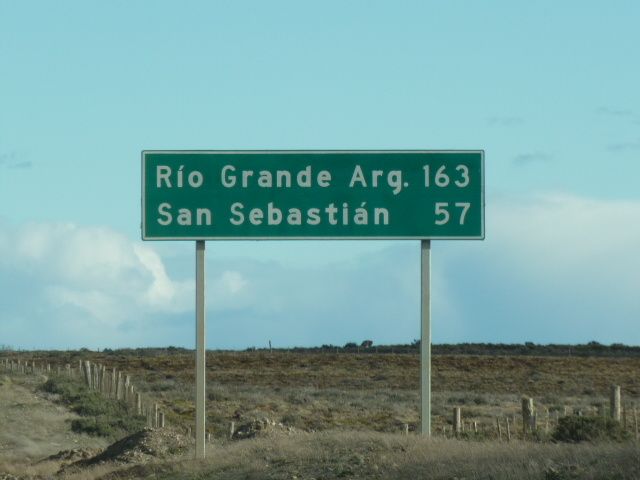 Río Grande Arg. 163
San Sebastián 57